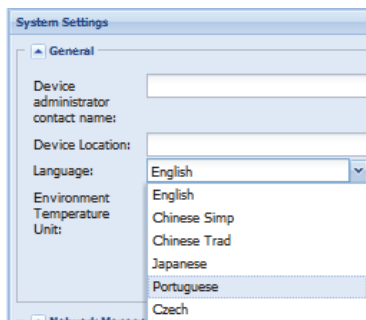 System Settings
General
Device
administrator
contact name:
Device Location:
Language:
English
English
Chinese Simp
Chinese Trad
Japanese
Portuguese
Czech
Environment
Temperature
Unit: